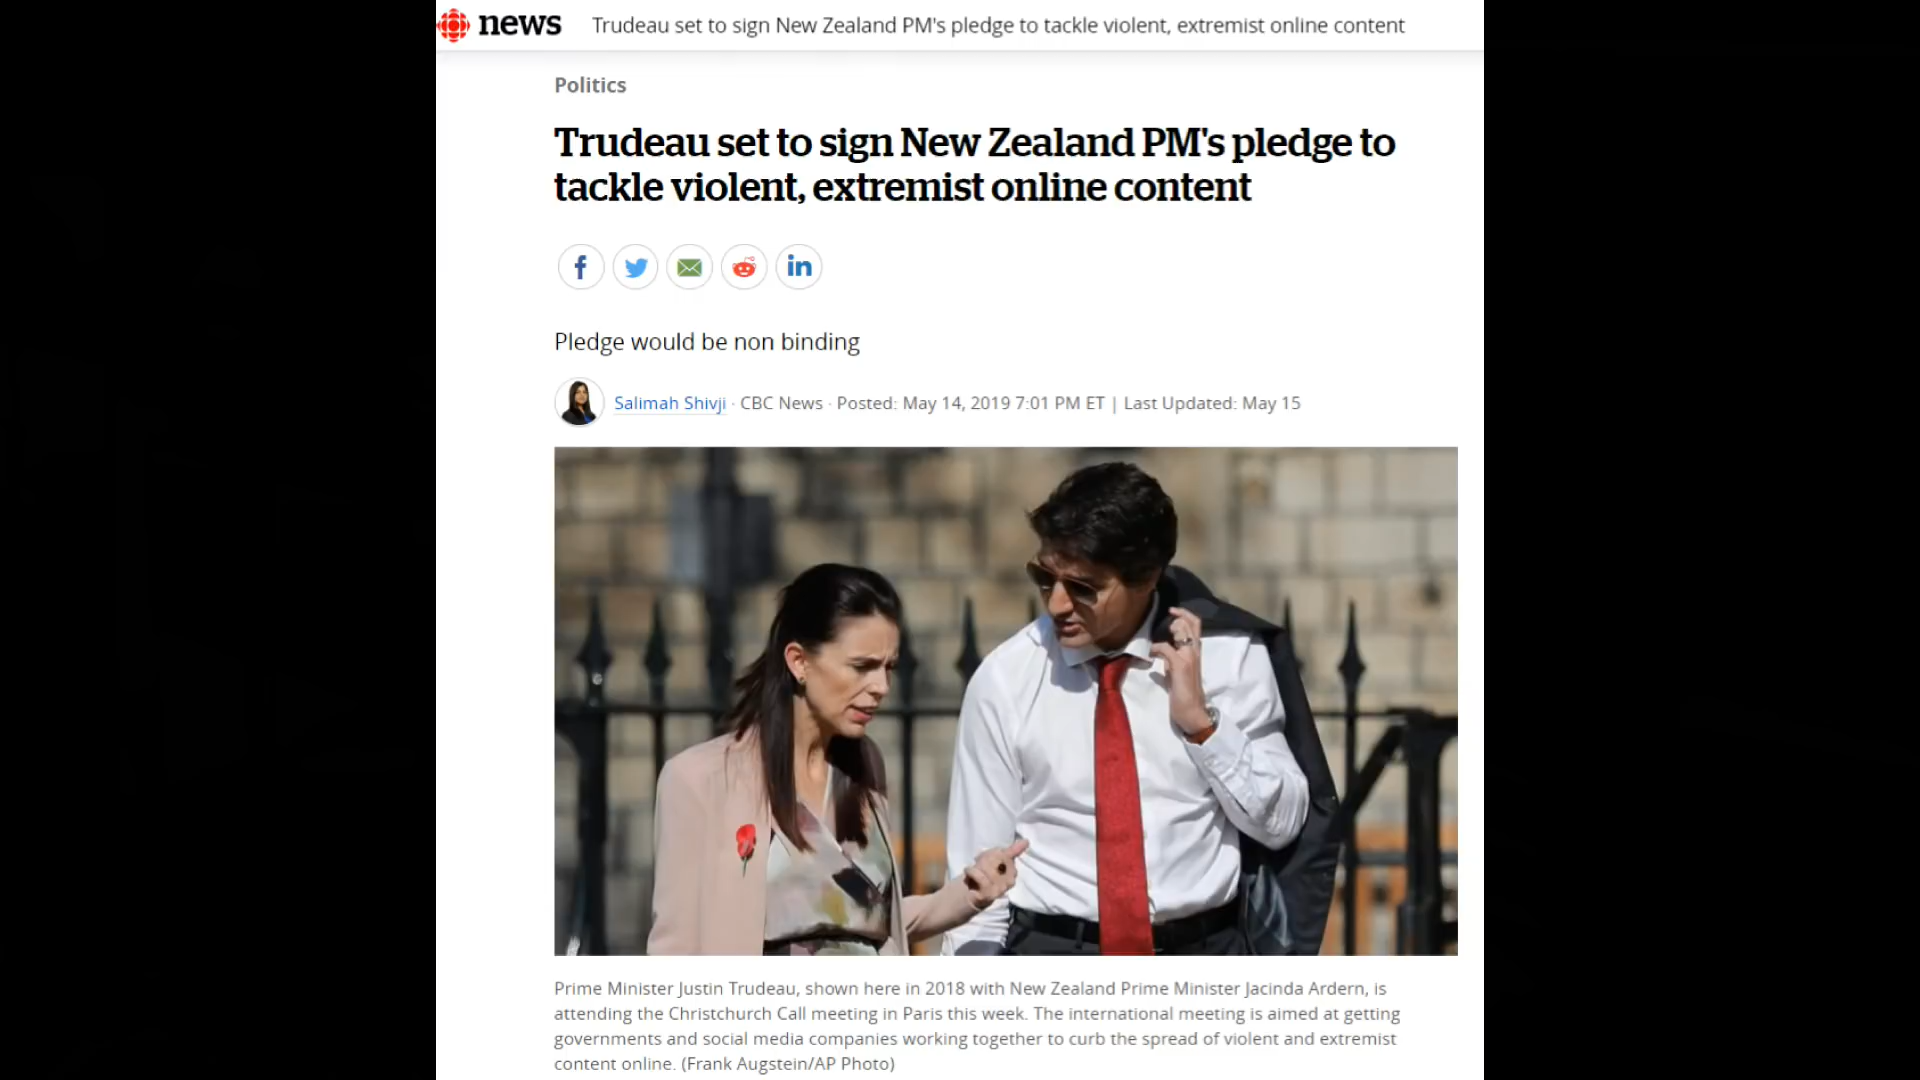 news Trudeau set to sign New Zealand PM's pledge to tackle violent, extremist online content
Politics
Trudeau set to sign New Zealand PM's pledge to
tackle violent, extremist online content
Pledge would be non binding
Salimah Shivji · CBC News · Posted: May 14, 2019 7:01 PM ET | Last Updated: May 15
Prime Minister Justin Trudeau, shown here in 2018 with New Zealand Prime Minister Jacinda Ardern, is
attending the Christchurch Call meeting in Paris this week. The international meeting is aimed at getting
governments and social media companies working together to curb the spread of violent and extremist
content online. (Frank Augstein/AP Photo)